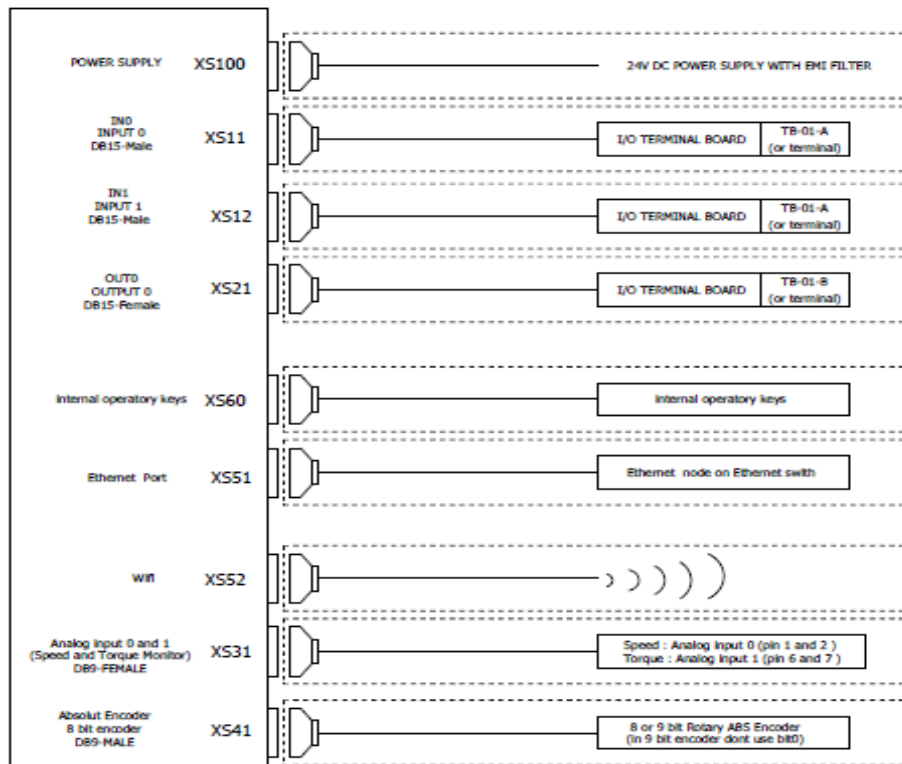 POWER SUPPLY XS100 24V DC POWER SUPPLY WITH EMI FILTER
IN0
INPUT 0
DB15-Male
XS11
I/O TERMINAL BOARD
TB-01-A
(or terminal)
IN1
INPUT 1
DB15-Male
XS12
I/O TERMINAL BOARD
TB-01-A
(or terminal)
OUT0
OUTPUT 0
DB15-Female
XS21
I/O TERMINAL BOARD
TB-01-B
(or terminal)
Internal operatory keys XS60 Internal operatory keys
Ethernet Port XS51 Ethernet node on Ethernet swith
Wifi XS52
Analog input 0 and 1
(Speed and Torque Monitor)
DB9-FEMALE
XS31
Speed : Analog input 0 (pin 1 and 2 )
Torque : Analog input 1 (pin 6 and 7 )
Absolut Encoder
8 bit encoder
DB9-MALE
XS41
8 or 9 bit Rotary ABS Encoder
(in 9 bit encoder dont use bit0)